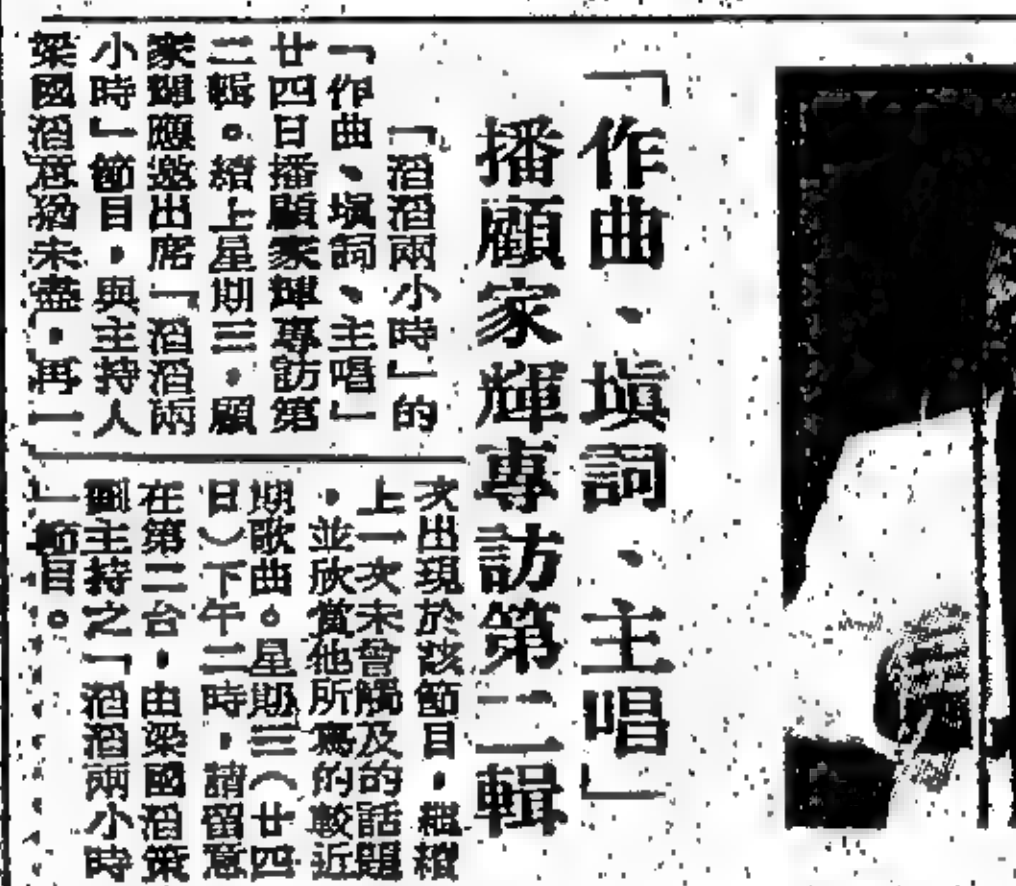 「作曲、塡詞、主唱」
播顧家輝專訪第二輯
「滔滔兩小時」的
「作曲、塡詞、主唱」
廿四日播顧家輝專訪第
二輯。續上星期三，顧
家輝應邀出席「滔滔兩
小時」節目，與主持人
梁國滔意猶未盡，再一
次出現於該節目，繼續
上一次未曾觸及的話題
，並欣賞他所寫的較近
期歌曲。星期三（廿四
日）下午二時，請留意
在第二台，由梁國滔策
劃主持之「滔滔兩小時
」節目。